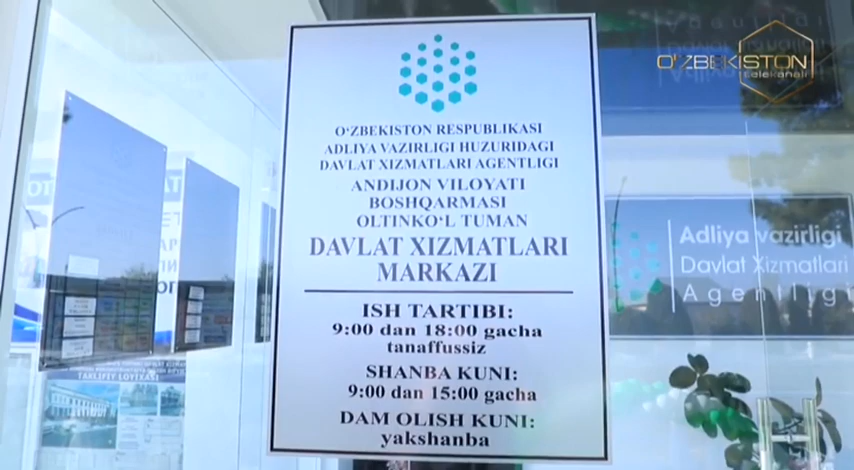 O'ZBEKISTON
telekanali
O‘ZBEKISTON RESPUBLIKASI
ADLIYA VAZIRLIGI HUZURIDAGI
DAVLAT XIZMATLARI AGENTLIGI
ANDIJON VILOYATI
BOSHQARMASI
OLTINKO‘L TUMAN
DAVLAT XIZMATLARI
MARKAZI
ISH TARTIBI:
9:00 dan 18:00 gacha
tanaffussiz
SHANBA KUNI:
9:00 dan 15:00 gacha
DAM OLISH KUNI:
yakshanba
Adliya vazirligi
Davlat Xizmatlari
Agentligi
TAKLIFIY LOYIXASI